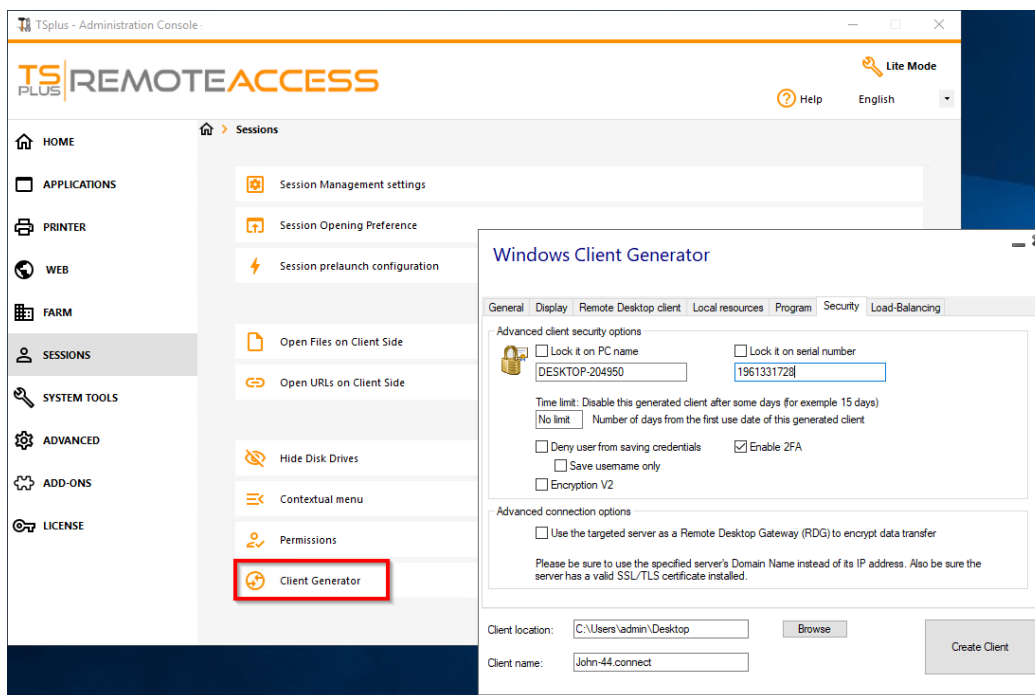 TSplus - Administration Console
TS PLUS REMOTEACCESS
Lite Mode
Help
English
HOME
APPLICATIONS
PRINTER
WEB
FARM
SESSIONS
SYSTEM TOOLS
ADVANCED
ADD-ONS
LICENSE
Sessions
Session Management settings
Session Opening Preference
Session prelaunch configuration
Open Files on Client Side
Open URLs on Client Side
Hide Disk Drives
Contextual menu
Permissions
Client Generator
Windows Client Generator
General Display Remote Desktop client Local resources Program Security Load-Balancing
Advanced client security options
Lock it on PC name Lock it on serial number
DESKTOP-204950 1961331728
Time limit: Disable this generated client after some days (for exemple 15 days)
No limit Number of days from the first use date of this generated client
Deny user from saving credentials Enable 2FA
Save username only
Encryption V2
Advanced connection options
Use the targeted server as a Remote Desktop Gateway (RDG) to encrypt data transfer
Please be sure to use the specified server's Domain Name instead of its IP address. Also be sure the
server has a valid SSL/TLS certificate installed.
Client location: C:\Users\admin\Desktop Browse
Create Client
Client name: John-44.connect